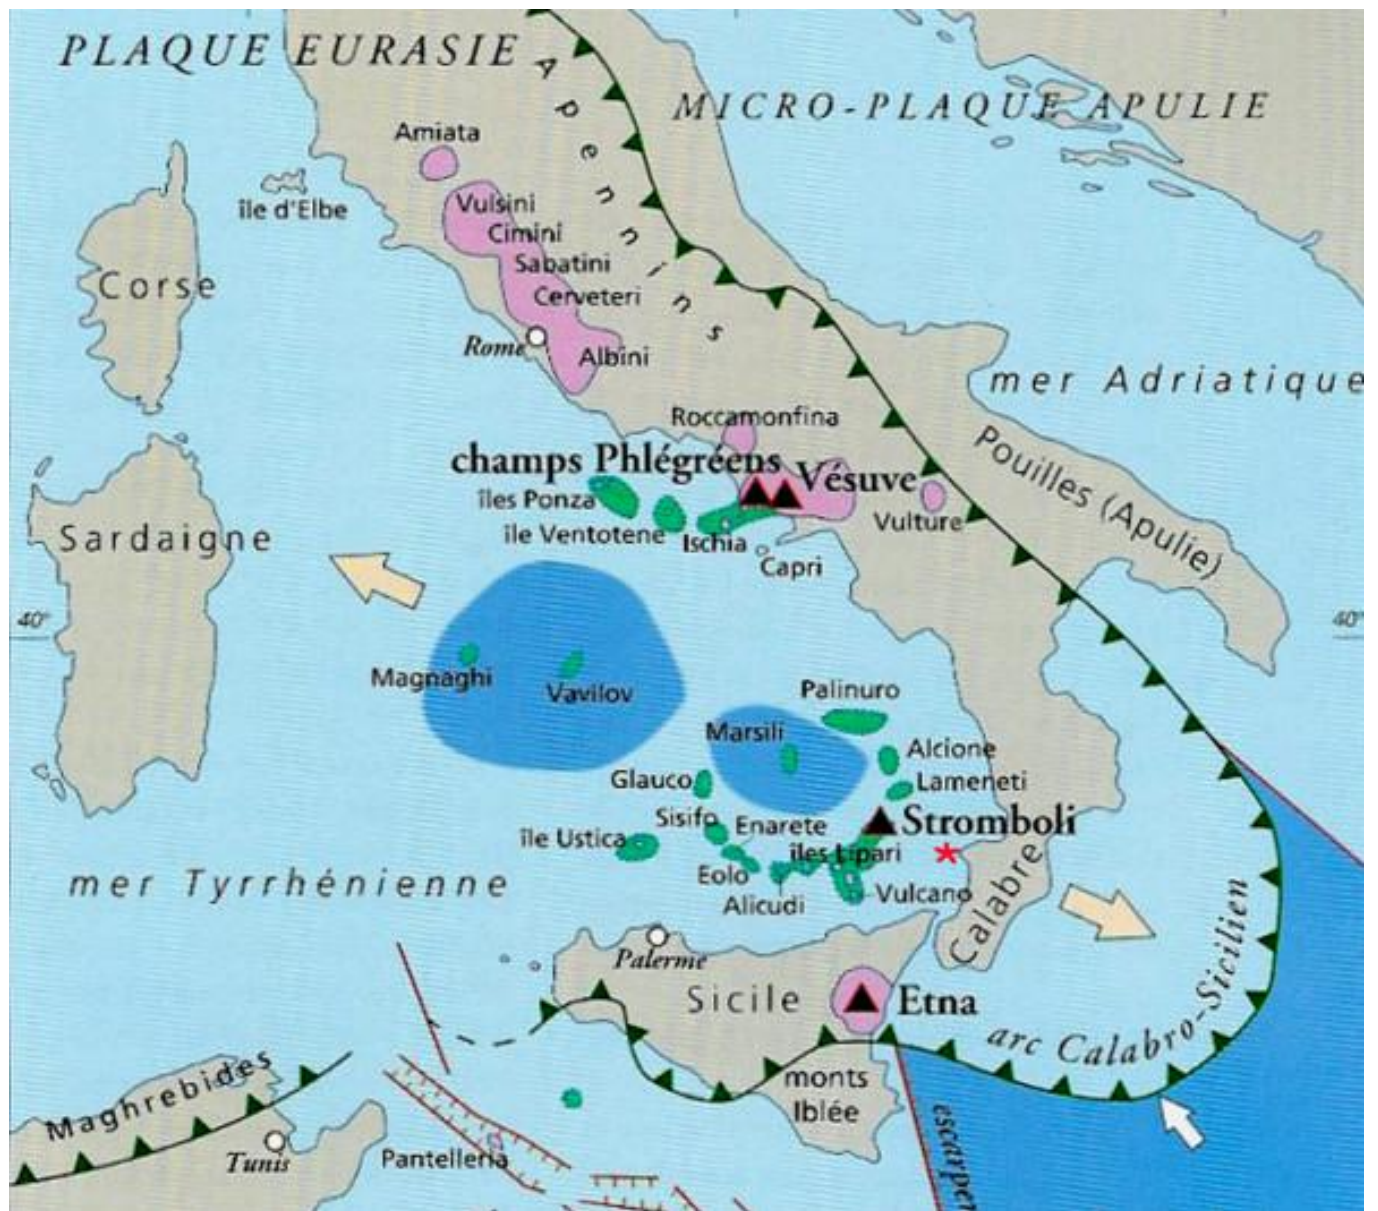 PLAQUE EURASIE
Apennins
MICRO-PLAQUE APULIE
Amiata
île d'Elbe
Vulsini
Cimini
Sabatini
Cerveteri
Corse
Rome
Albini
mer Adriatique
Roccamonfina
champs Phlégréens
Vésuve
îles Ponza
île Ventotene
Ischia
Capri
Vulture
Pouilles (Apulie)
Sardaigne
40°
40°
Magnaghi
Vavilov
Palinuro
Marsili
Alcione
Glauco
Lameneti
Sisifo
Enarete
Stromboli
île Ustica
îles Lipari
Eolo
Alicudi
Vulcano
Calabre
mer Tyrrhénienne
Palerme
Sicile
Etna
arc Calabro-Sicilien
monts
Iblée
Maghrebides
Tunis
Pantelleria
escarper